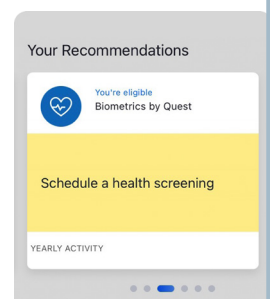 Your Recommendations
You're eligible
Biometrics by Quest
Schedule a health screening
YEARLY ACTIVITY